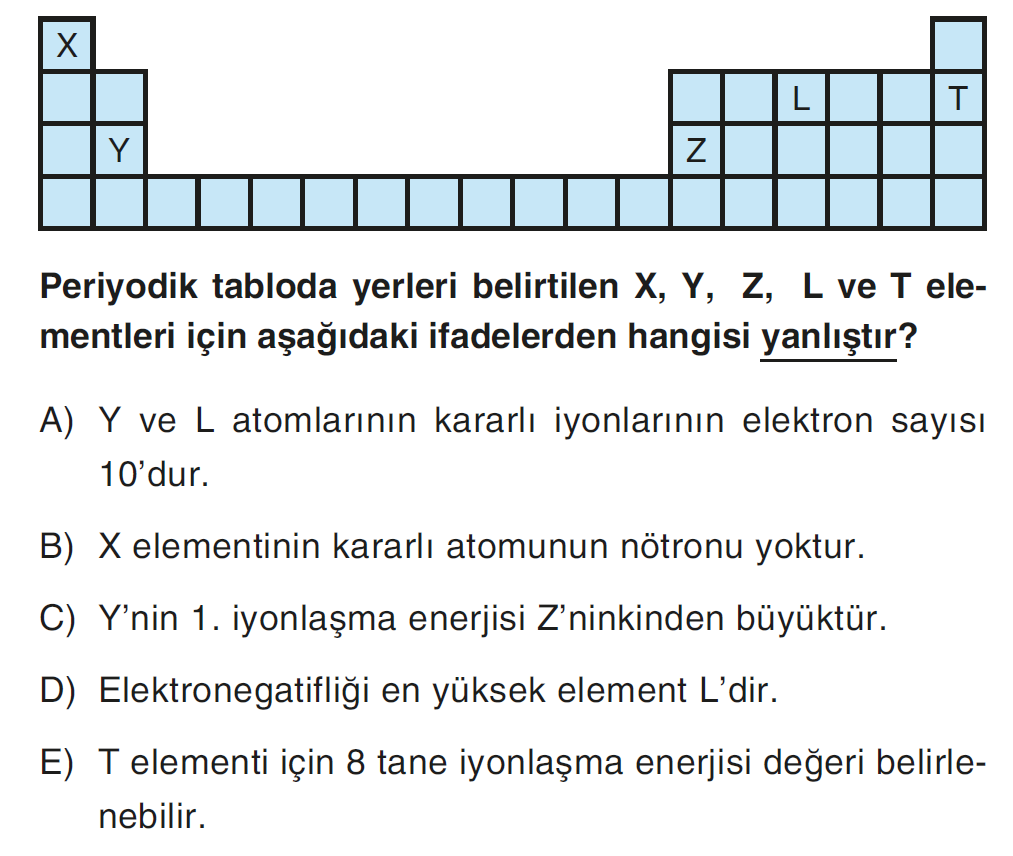 X
L T
Y Z
Periyodik tabloda yerleri belirtilen X, Y, Z, L ve T ele-
mentleri için aşağıdaki ifadelerden hangisi yanlıştır?
A) Y ve L atomlarının kararlı iyonlarının elektron sayısı
10’dur.
B) X elementinin kararlı atomunun nötronu yoktur.
C) Y’nin 1. iyonlaşma enerjisi Z’ninkinden büyüktür.
D) Elektronegatifliği en yüksek element L’dir.
E) T elementi için 8 tane iyonlaşma enerjisi değeri belirle-
nebilir.